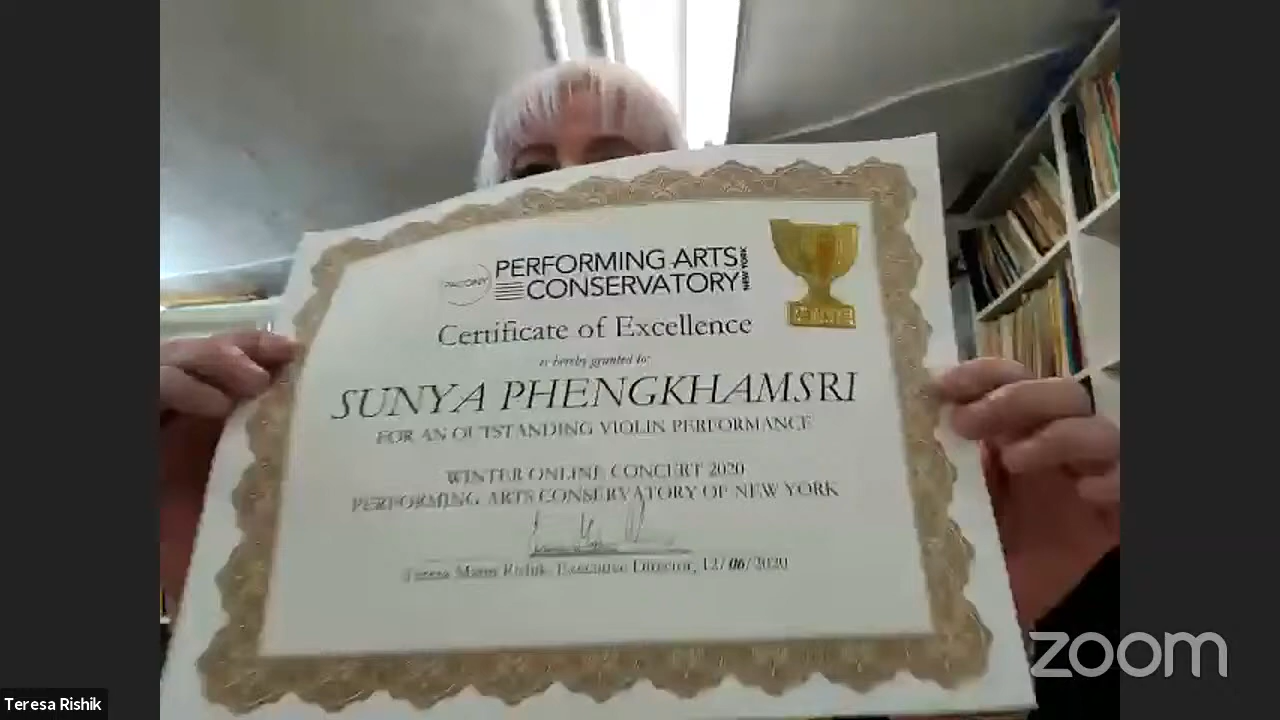 PERFORMING ARTS
CONSERVATORY
NEW YORK
Certificate of Excellence
is hereby granted to:
SUNYA PHENGKHAMSRI
FOR AN OUTSTANDING VIOLIN PERFORMANCE
WINTER ONLINE CONCERT 2020
PERFORMING ARTS CONSERVATORY OF NEW YORK
Teresa Mann Rishik, Executive Director, 12/06/2020
zoom
Teresa Rishik